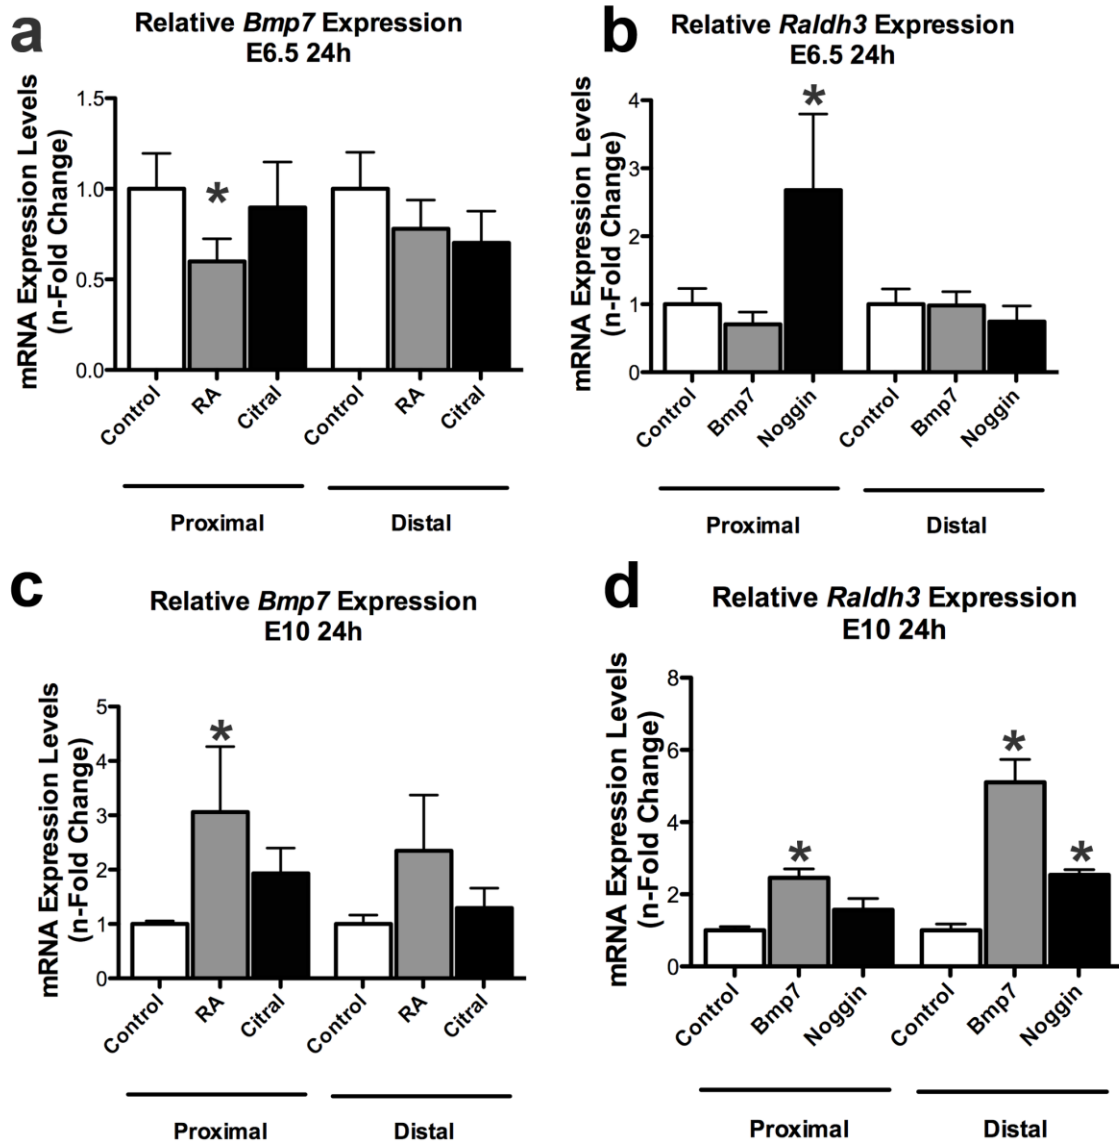 a
Relative Bmp7 Expression
E6.5 24h
mRNA Expression Levels
(n-Fold Change)
1.5
1.0
0.5
0.0
*
Control
RA
Citral
Control
RA
Citral
Proximal
Distal
b
Relative Raldh3 Expression
E6.5 24h
mRNA Expression Levels
(n-Fold Change)
4
3
2
1
0
*
Control
Bmp7
Noggin
Control
Bmp7
Noggin
Proximal
Distal
c
Relative Bmp7 Expression
E10 24h
mRNA Expression Levels
(n-Fold Change)
5
4
3
2
1
0
*
Control
RA
Citral
Control
RA
Citral
Proximal
Distal
d
Relative Raldh3 Expression
E10 24h
mRNA Expression Levels
(n-Fold Change)
8
6
4
2
0
*
*
*
Control
Bmp7
Noggin
Control
Bmp7
Noggin
Proximal
Distal